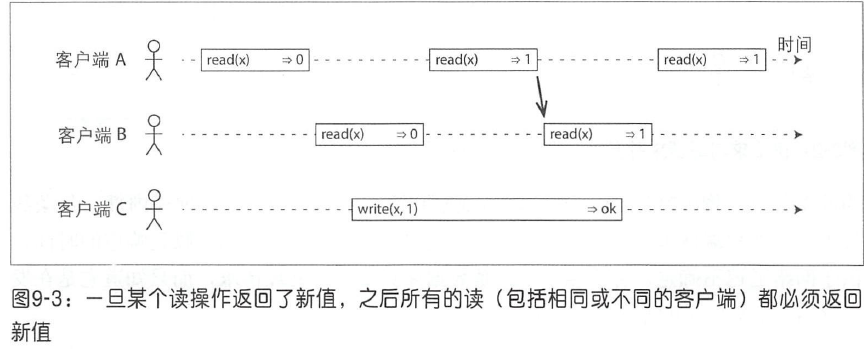 时间
客户端 A read(x) ⇒ 0 read(x) ⇒ 1 read(x) ⇒ 1
客户端 B read(x) ⇒ 0 read(x) ⇒ 1
客户端 C write(x, 1) ⇒ ok
图9-3：一旦某个读操作返回了新值，之后所有的读（包括相同或不同的客户端）都必须返回
新值